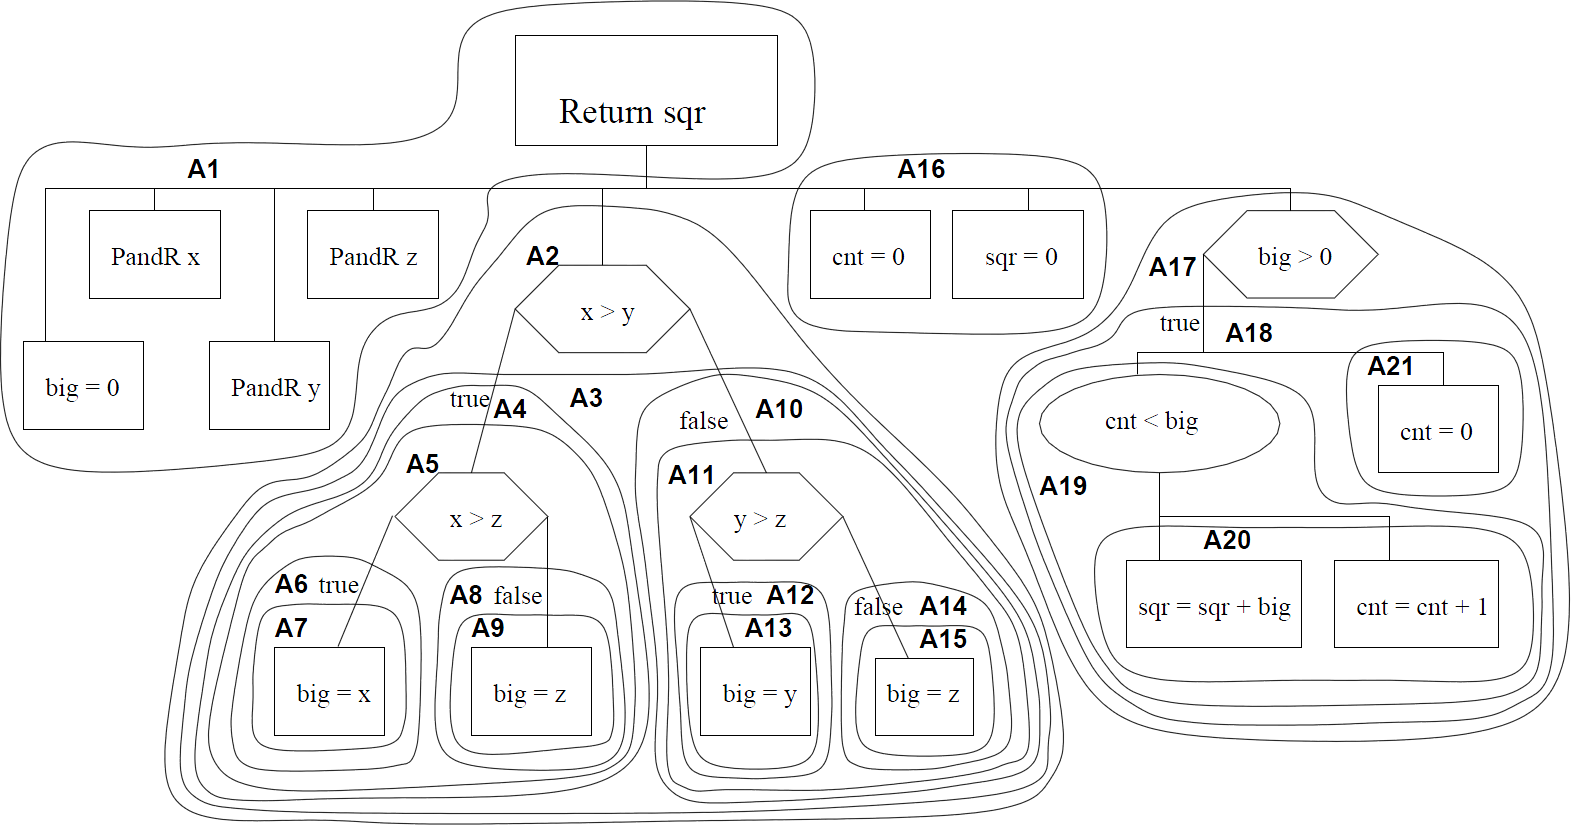 Return sqr
A1
A16
PandR x
PandR z
A2
cnt = 0
sqr = 0
A17
big > 0
x > y
true
A18
A21
big = 0
PandR y
true
A4
A3
false
A10
cnt < big
cnt = 0
A5
A11
A19
x > z
y > z
A20
A6 true
A8 false
true A12
false A14
sqr = sqr + big
cnt = cnt + 1
A7
A9
A13
A15
big = x
big = z
big = y
big = z